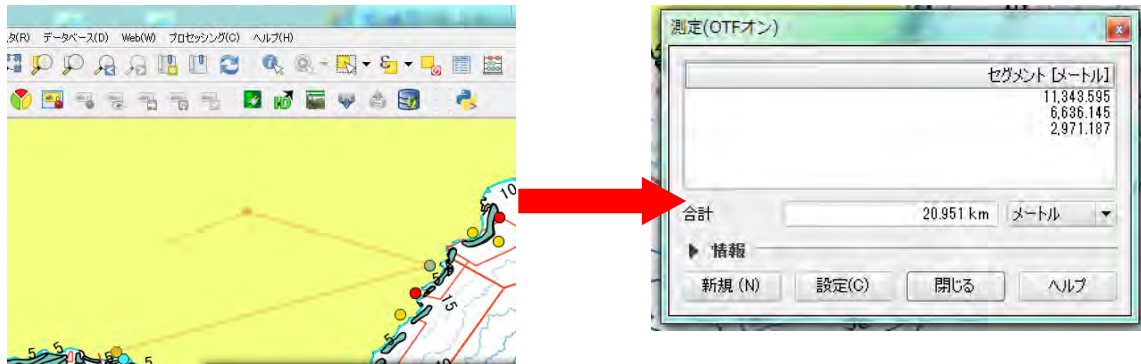 タ(R) データベース(D) Web(W) プロセッシング(C) ヘルプ(H)
10
5
15
5 5 5
測定(OTFオン)
セグメント [メートル]
11,343.595
6,636.145
2,971.187
合計 20.951 km メートル
情報
新規 (N) 設定(C) 閉じる ヘルプ